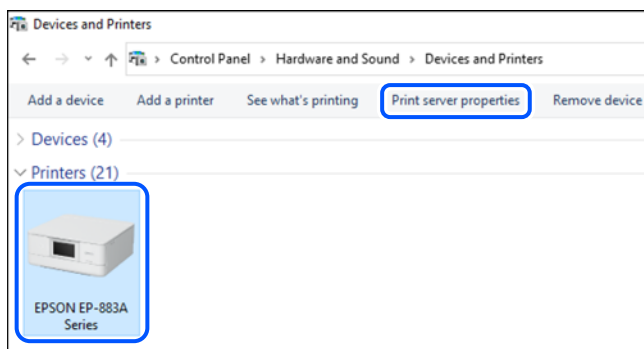 Devices and Printers
Control Panel > Hardware and Sound > Devices and Printers
Add a device Add a printer See what's printing Print server properties Remove device
Devices (4)
Printers (21)
EPSON EP-883A
Series